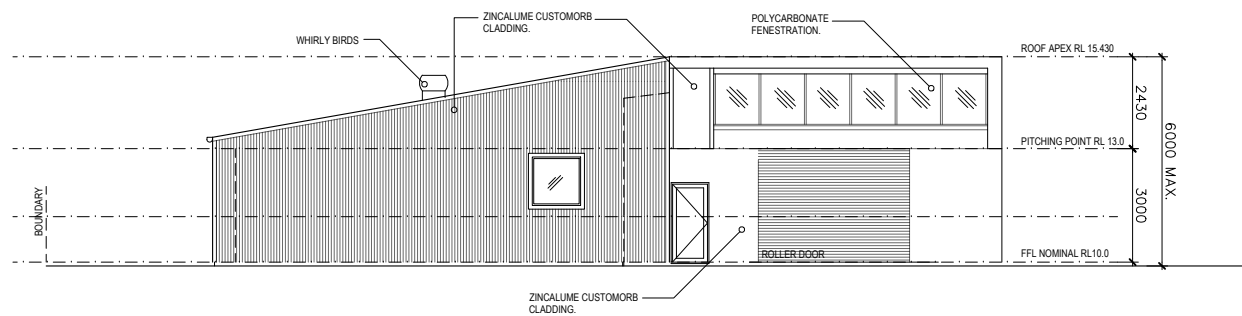 ZINCALUME CUSTOMORB
CLADDING.
POLYCARBONATE
FENESTRATION.
WHIRLY BIRDS
ROOF APEX RL 15.430
2430
6000 MAX.
PITCHING POINT RL 13.0
3000
BOUNDARY
ROLLER DOOR
FFL NOMINAL RL10.0
ZINCALUME CUSTOMORB
CLADDING.